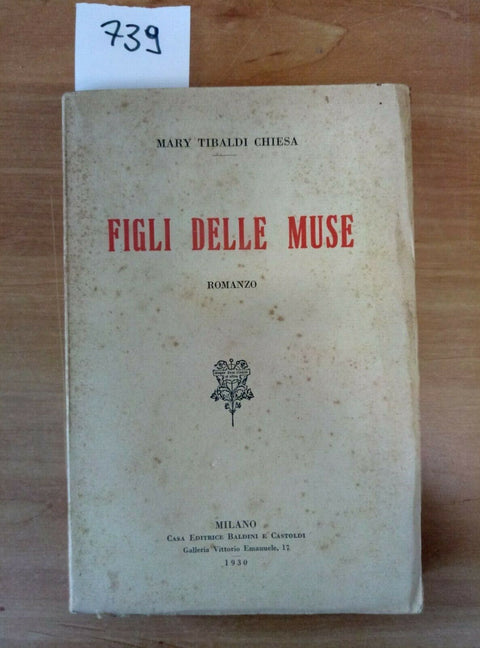 739
MARY TIBALDI CHIESA
FIGLI DELLE MUSE
ROMANZO
MILANO
CASA EDITRICE BALDINI E CASTOLDI
Galleria Vittorio Emanuele, 17
1930